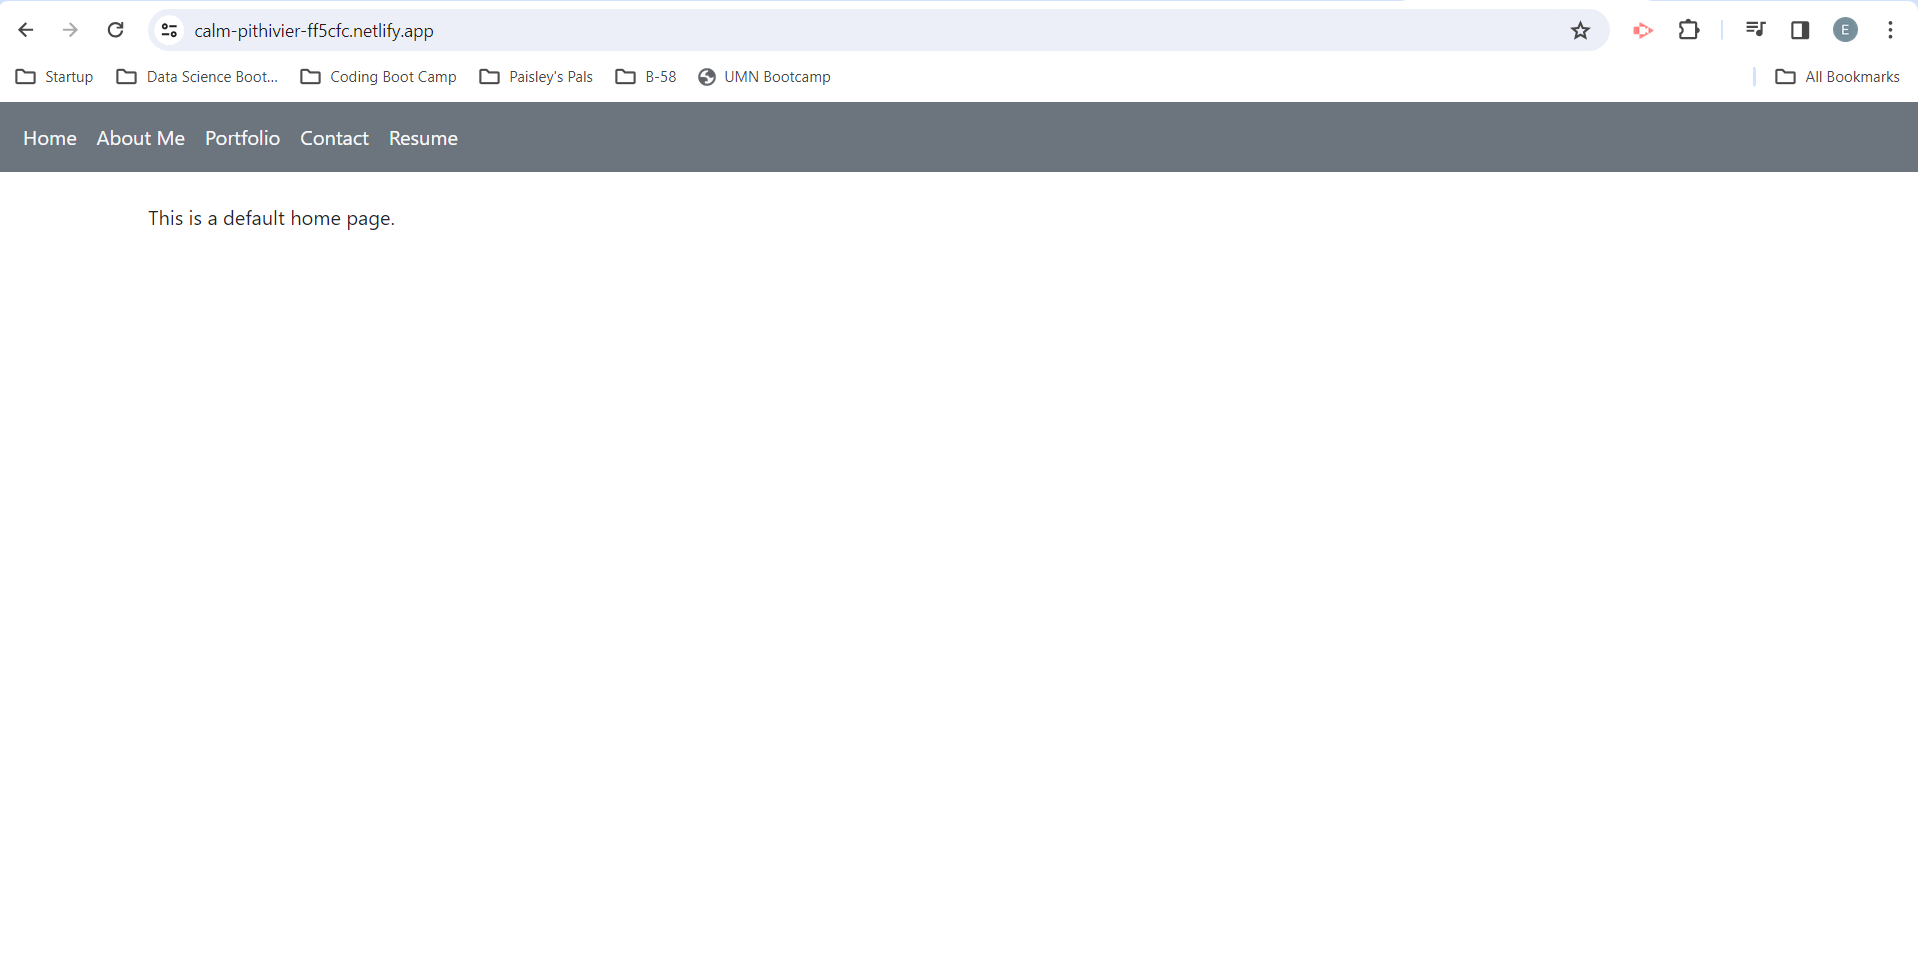 calm-pithivier-ff5cfc.netlify.app
E
Startup Data Science Boot... Coding Boot Camp Paisley's Pals B-58 UMN Bootcamp All Bookmarks
Home About Me Portfolio Contact Resume
This is a default home page.